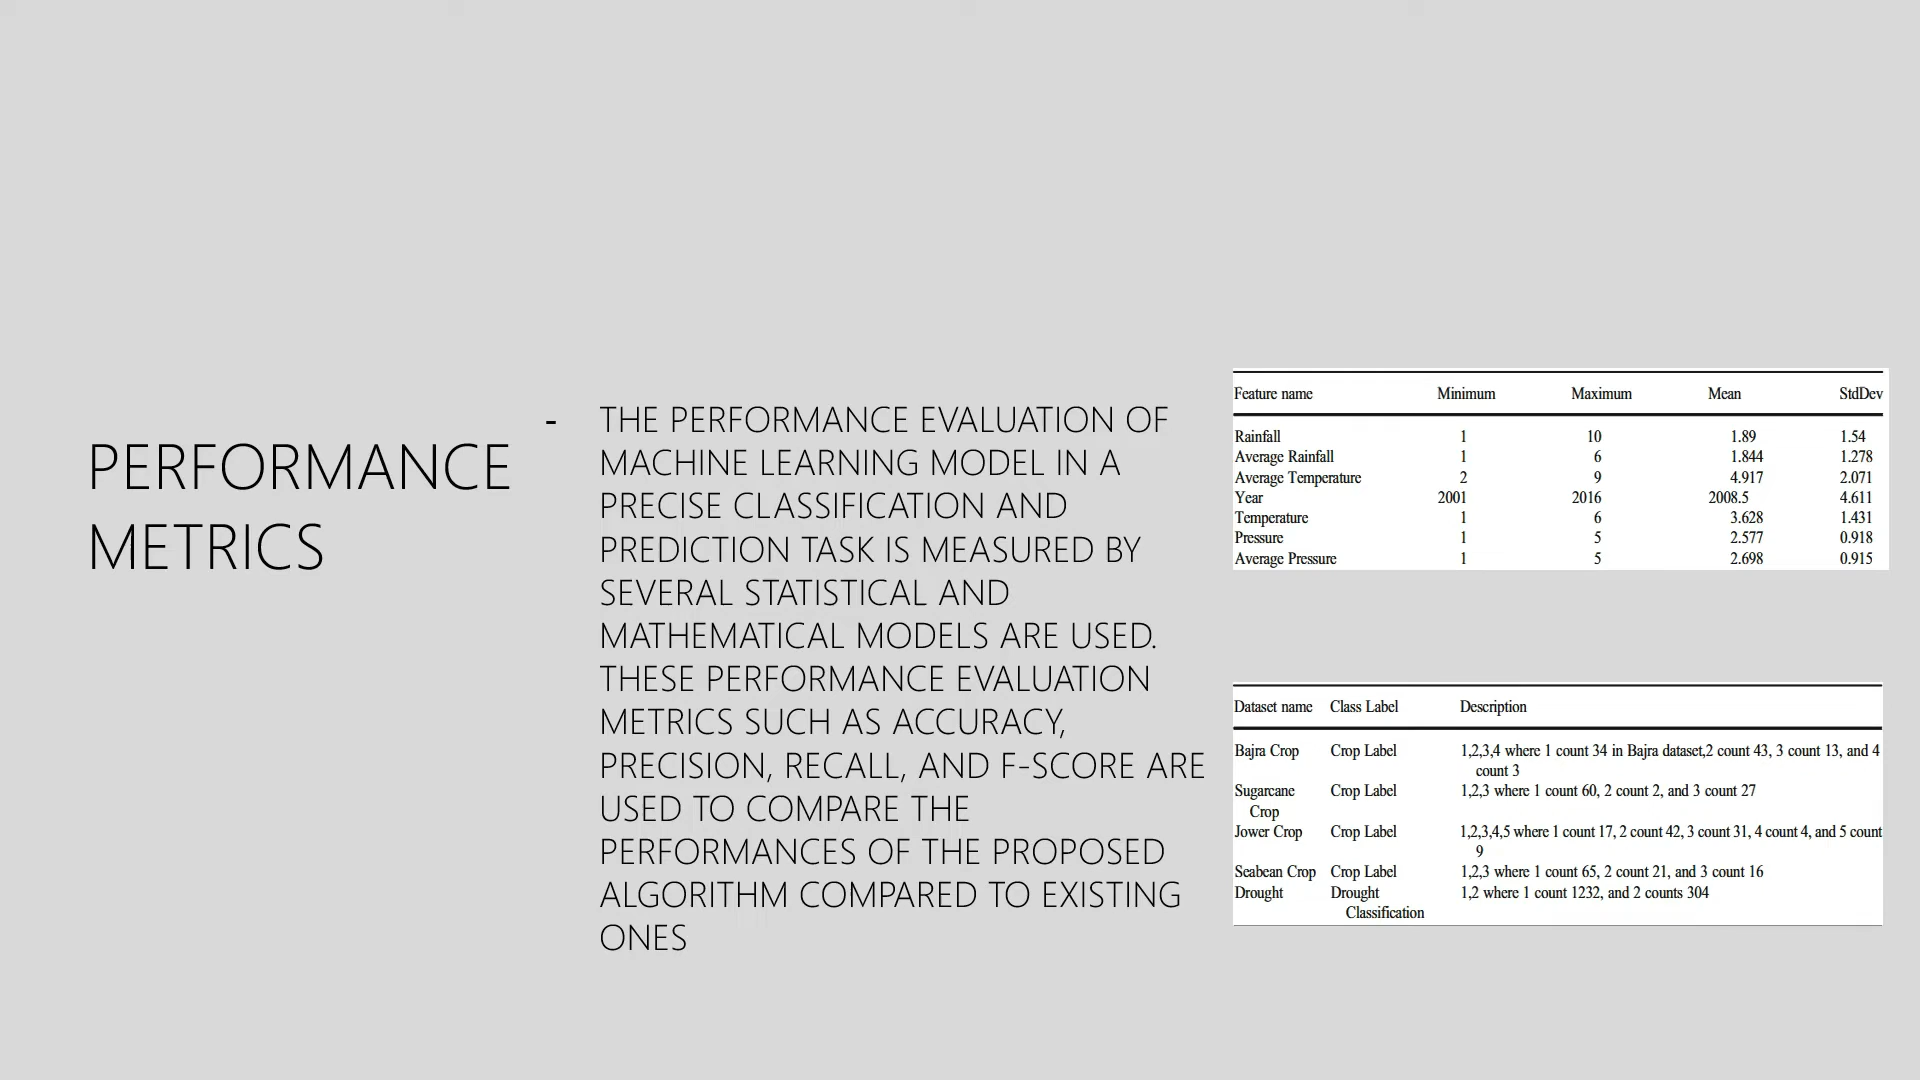 PERFORMANCE
METRICS
- THE PERFORMANCE EVALUATION OF
MACHINE LEARNING MODEL IN A
PRECISE CLASSIFICATION AND
PREDICTION TASK IS MEASURED BY
SEVERAL STATISTICAL AND
MATHEMATICAL MODELS ARE USED.
THESE PERFORMANCE EVALUATION
METRICS SUCH AS ACCURACY,
PRECISION, RECALL, AND F-SCORE ARE
USED TO COMPARE THE
PERFORMANCES OF THE PROPOSED
ALGORITHM COMPARED TO EXISTING
ONES
Feature name Minimum Maximum Mean StdDev
Rainfall 1 10 1.89 1.54
Average Rainfall 1 6 1.844 1.278
Average Temperature 2 9 4.917 2.071
Year 2001 2016 2008.5 4.611
Temperature 1 6 3.628 1.431
Pressure 1 5 2.577 0.918
Average Pressure 1 5 2.698 0.915
Dataset name Class Label Description
Bajra Crop Crop Label 1,2,3,4 where 1 count 34 in Bajra dataset,2 count 43, 3 count 13, and 4
count 3
Sugarcane Crop Label 1,2,3 where 1 count 60, 2 count 2, and 3 count 27
Crop
Jower Crop Crop Label 1,2,3,4,5 where 1 count 17, 2 count 42, 3 count 31, 4 count 4, and 5 count
9
Seabean Crop Crop Label 1,2,3 where 1 count 65, 2 count 21, and 3 count 16
Drought Drought 1,2 where 1 count 1232, and 2 counts 304
Classification